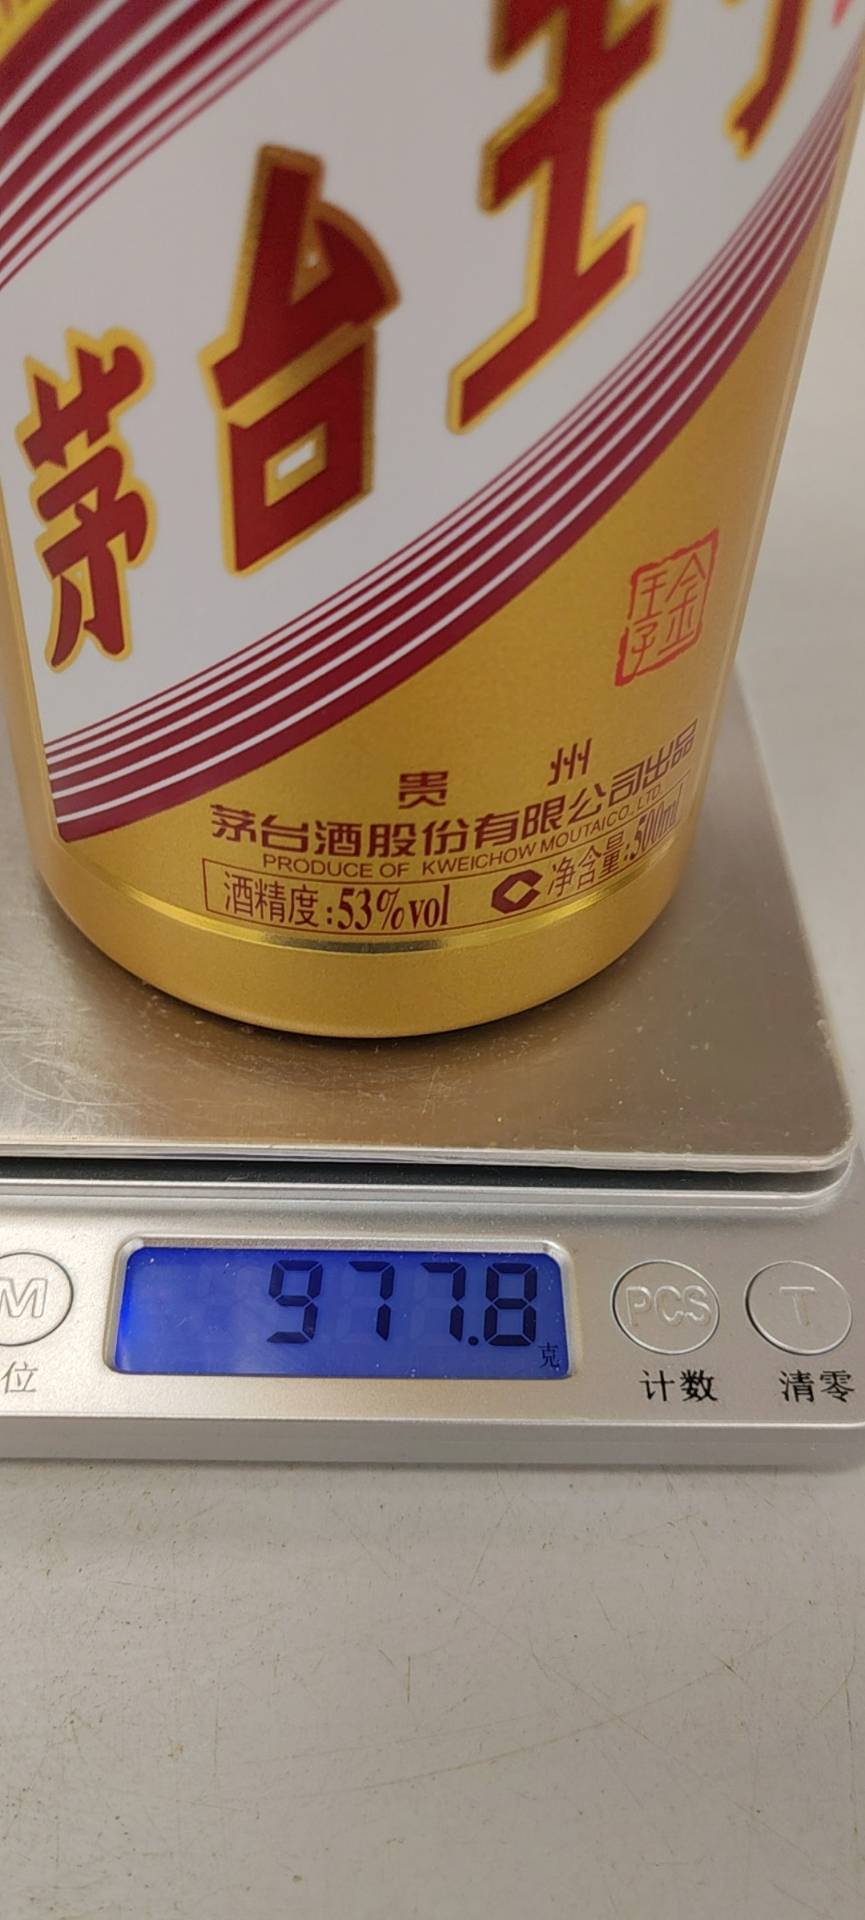 茅台王子
金王子
贵州
茅台酒股份有限公司出品
PRODUCE OF KWEICHOW MOUTAI CO., LTD.
酒精度:53%vol
净含量:500ml
977.8
克
M
PCS
T
位
计数
清零